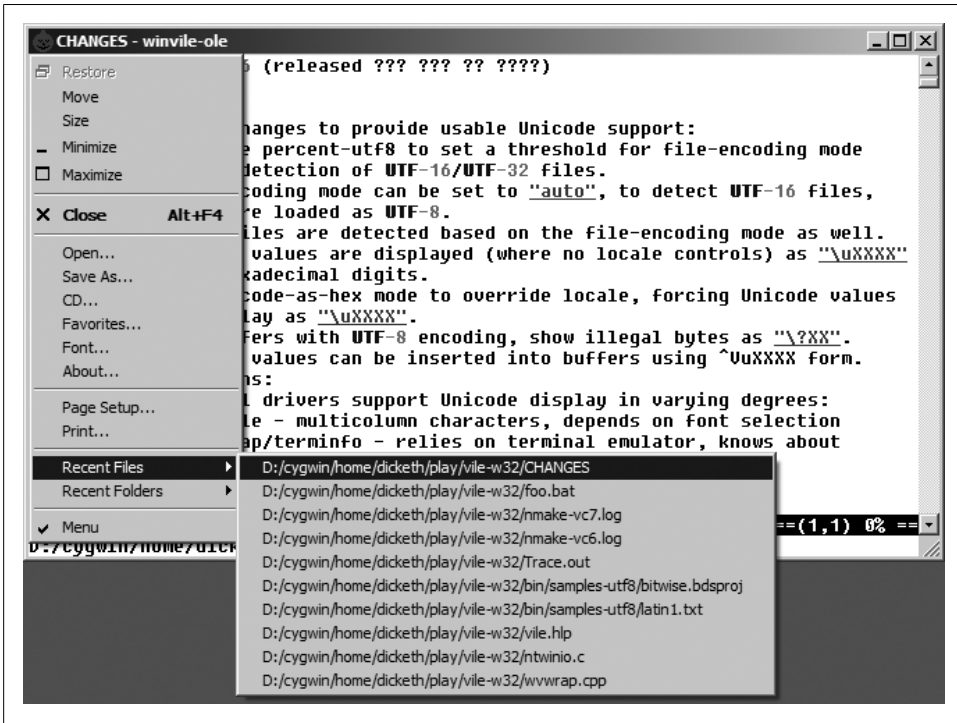 CHANGES - winvile-ole
Restore
Move
Size
Minimize
Maximize
Close Alt+F4
Open...
Save As...
CD...
Favorites...
Font...
About...
Page Setup...
Print...
Recent Files
Recent Folders
Menu
(released ??? ??? ?? ????)
hanges to provide usable Unicode support:
percent-utf8 to set a threshold for file-encoding mode
detection of UTF-16/UTF-32 files.
coding mode can be set to "auto", to detect UTF-16 files,
re loaded as UTF-8.
iles are detected based on the file-encoding mode as well.
values are displayed (where no locale controls) as "\uXXXX"
xadecimal digits.
code-as-hex mode to override locale, forcing Unicode values
lay as "\uXXXX".
fers with UTF-8 encoding, show illegal bytes as "\?XX".
values can be inserted into buffers using ^VuXXXX form.
ns:
l drivers support Unicode display in varying degrees:
le - multicolumn characters, depends on font selection
ap/terminfo - relies on terminal emulator, knows about
D:/cygwin/home/dicketh/play/vile-w32/CHANGES
D:/cygwin/home/dicketh/play/vile-w32/foo.bat
D:/cygwin/home/dicketh/play/vile-w32/nmake-vc7.log
D:/cygwin/home/dicketh/play/vile-w32/nmake-vc6.log
D:/cygwin/home/dicketh/play/vile-w32/Trace.out
D:/cygwin/home/dicketh/play/vile-w32/bin/samples-utf8/bitwise.bdsproj
D:/cygwin/home/dicketh/play/vile-w32/bin/samples-utf8/latin1.txt
D:/cygwin/home/dicketh/play/vile-w32/vile.hlp
D:/cygwin/home/dicketh/play/vile-w32/ntwinio.c
D:/cygwin/home/dicketh/play/vile-w32/wvwrap.cpp
==(1,1) 0% ==
D:/cygwin/home/dick